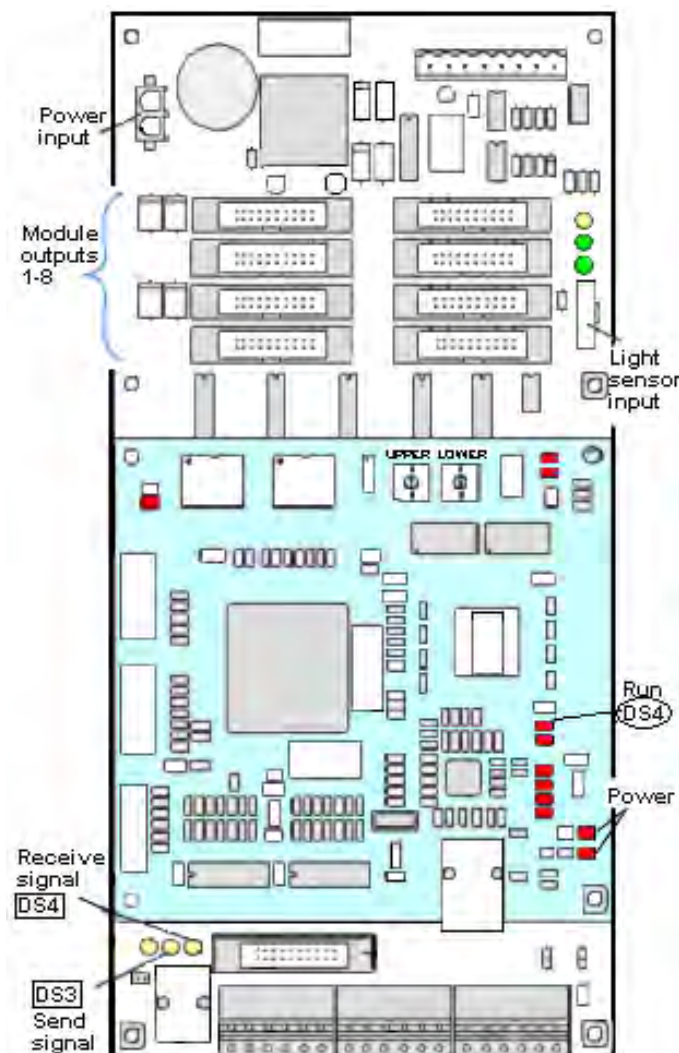 Power
input
Module
outputs
1-8
Light
sensor
input
UPPER LOWER
Run
DS4
Power
Receive
signal
DS4
DS3
Send
signal